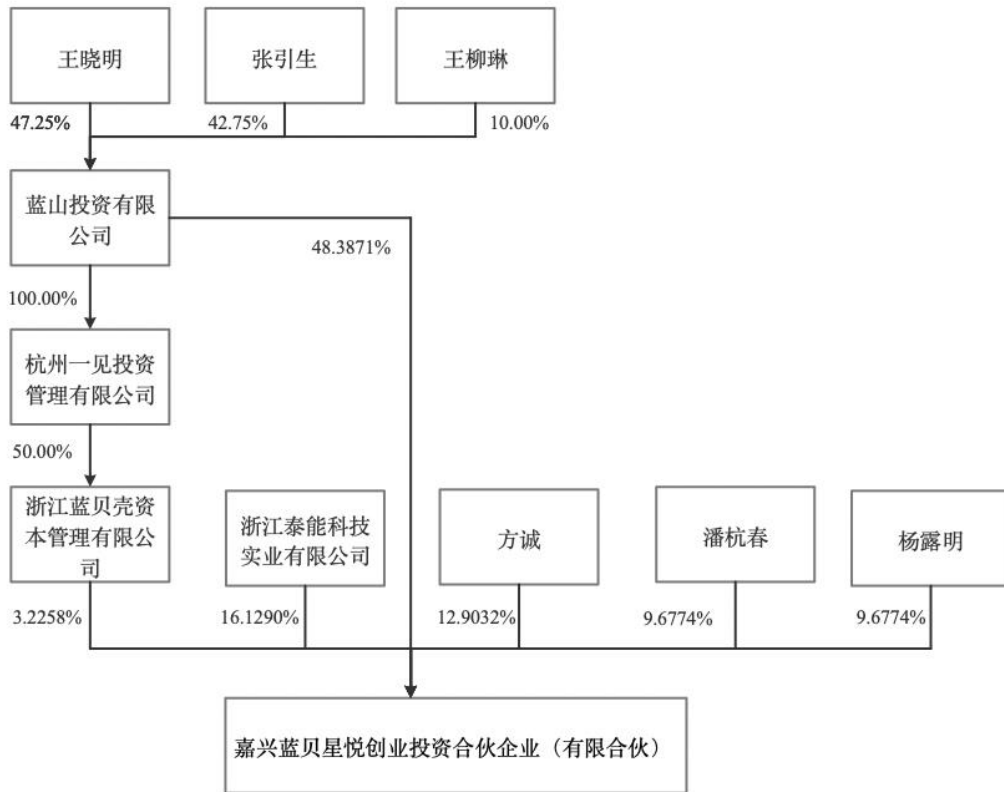 王晓明
张引生
王柳琳
47.25%
42.75%
10.00%
蓝山投资有限
公司
48.3871%
100.00%
杭州一见投资
管理有限公司
50.00%
浙江蓝贝壳资
本管理有限公
司
浙江泰能科技
实业有限公司
方诚
潘杭春
杨露明
3.2258%
16.1290%
12.9032%
9.6774%
9.6774%
嘉兴蓝贝星悦创业投资合伙企业（有限合伙）